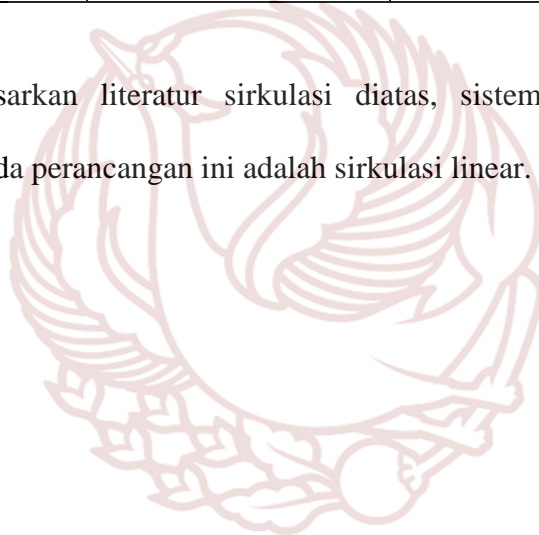 sarkan literatur sirkulasi diatas, sistem
da perancangan ini adalah sirkulasi linear.